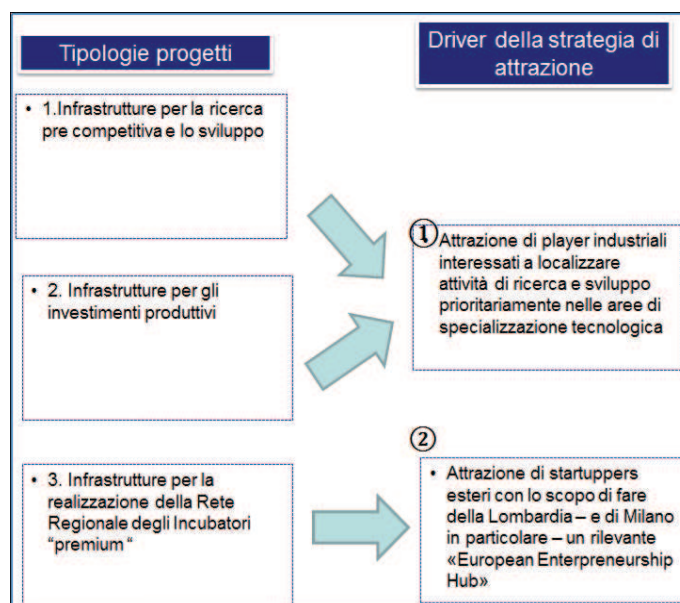 Tipologie progetti
Driver della strategia di
attrazione
• 1.Infrastrutture per la ricerca
pre competitiva e lo sviluppo
① Attrazione di player industriali
interessati a localizzare
attività di ricerca e sviluppo
prioritariamente nelle aree di
specializzazione tecnologica
• 2. Infrastrutture per gli
investimenti produttivi
②
• 3. Infrastrutture per la
realizzazione della Rete
Regionale degli Incubatori
"premium "
• Attrazione di startuppers
esteri con lo scopo di fare
della Lombardia – e di Milano
in particolare – un rilevante
«European Enterpreneurship
Hub»